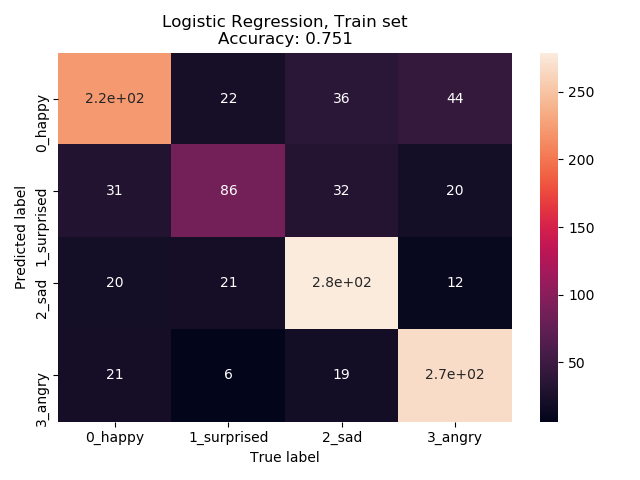 Logistic Regression, Train set
Accuracy: 0.751
Predicted label
0_happy 2.2e+02 22 36 44
1_surprised 31 86 32 20
2_sad 20 21 2.8e+02 12
3_angry 21 6 19 2.7e+02
0_happy 1_surprised 2_sad 3_angry
True label
250
200
150
100
50